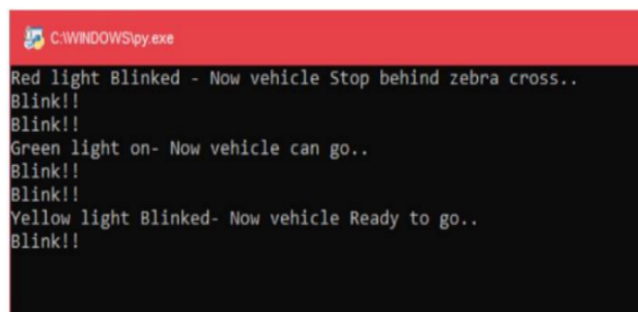 C:\WINDOWS\py.exe
Red light Blinked - Now vehicle Stop behind zebra cross..
Blink!!
Blink!!
Green light on- Now vehicle can go..
Blink!!
Blink!!
Yellow light Blinked- Now vehicle Ready to go..
Blink!!